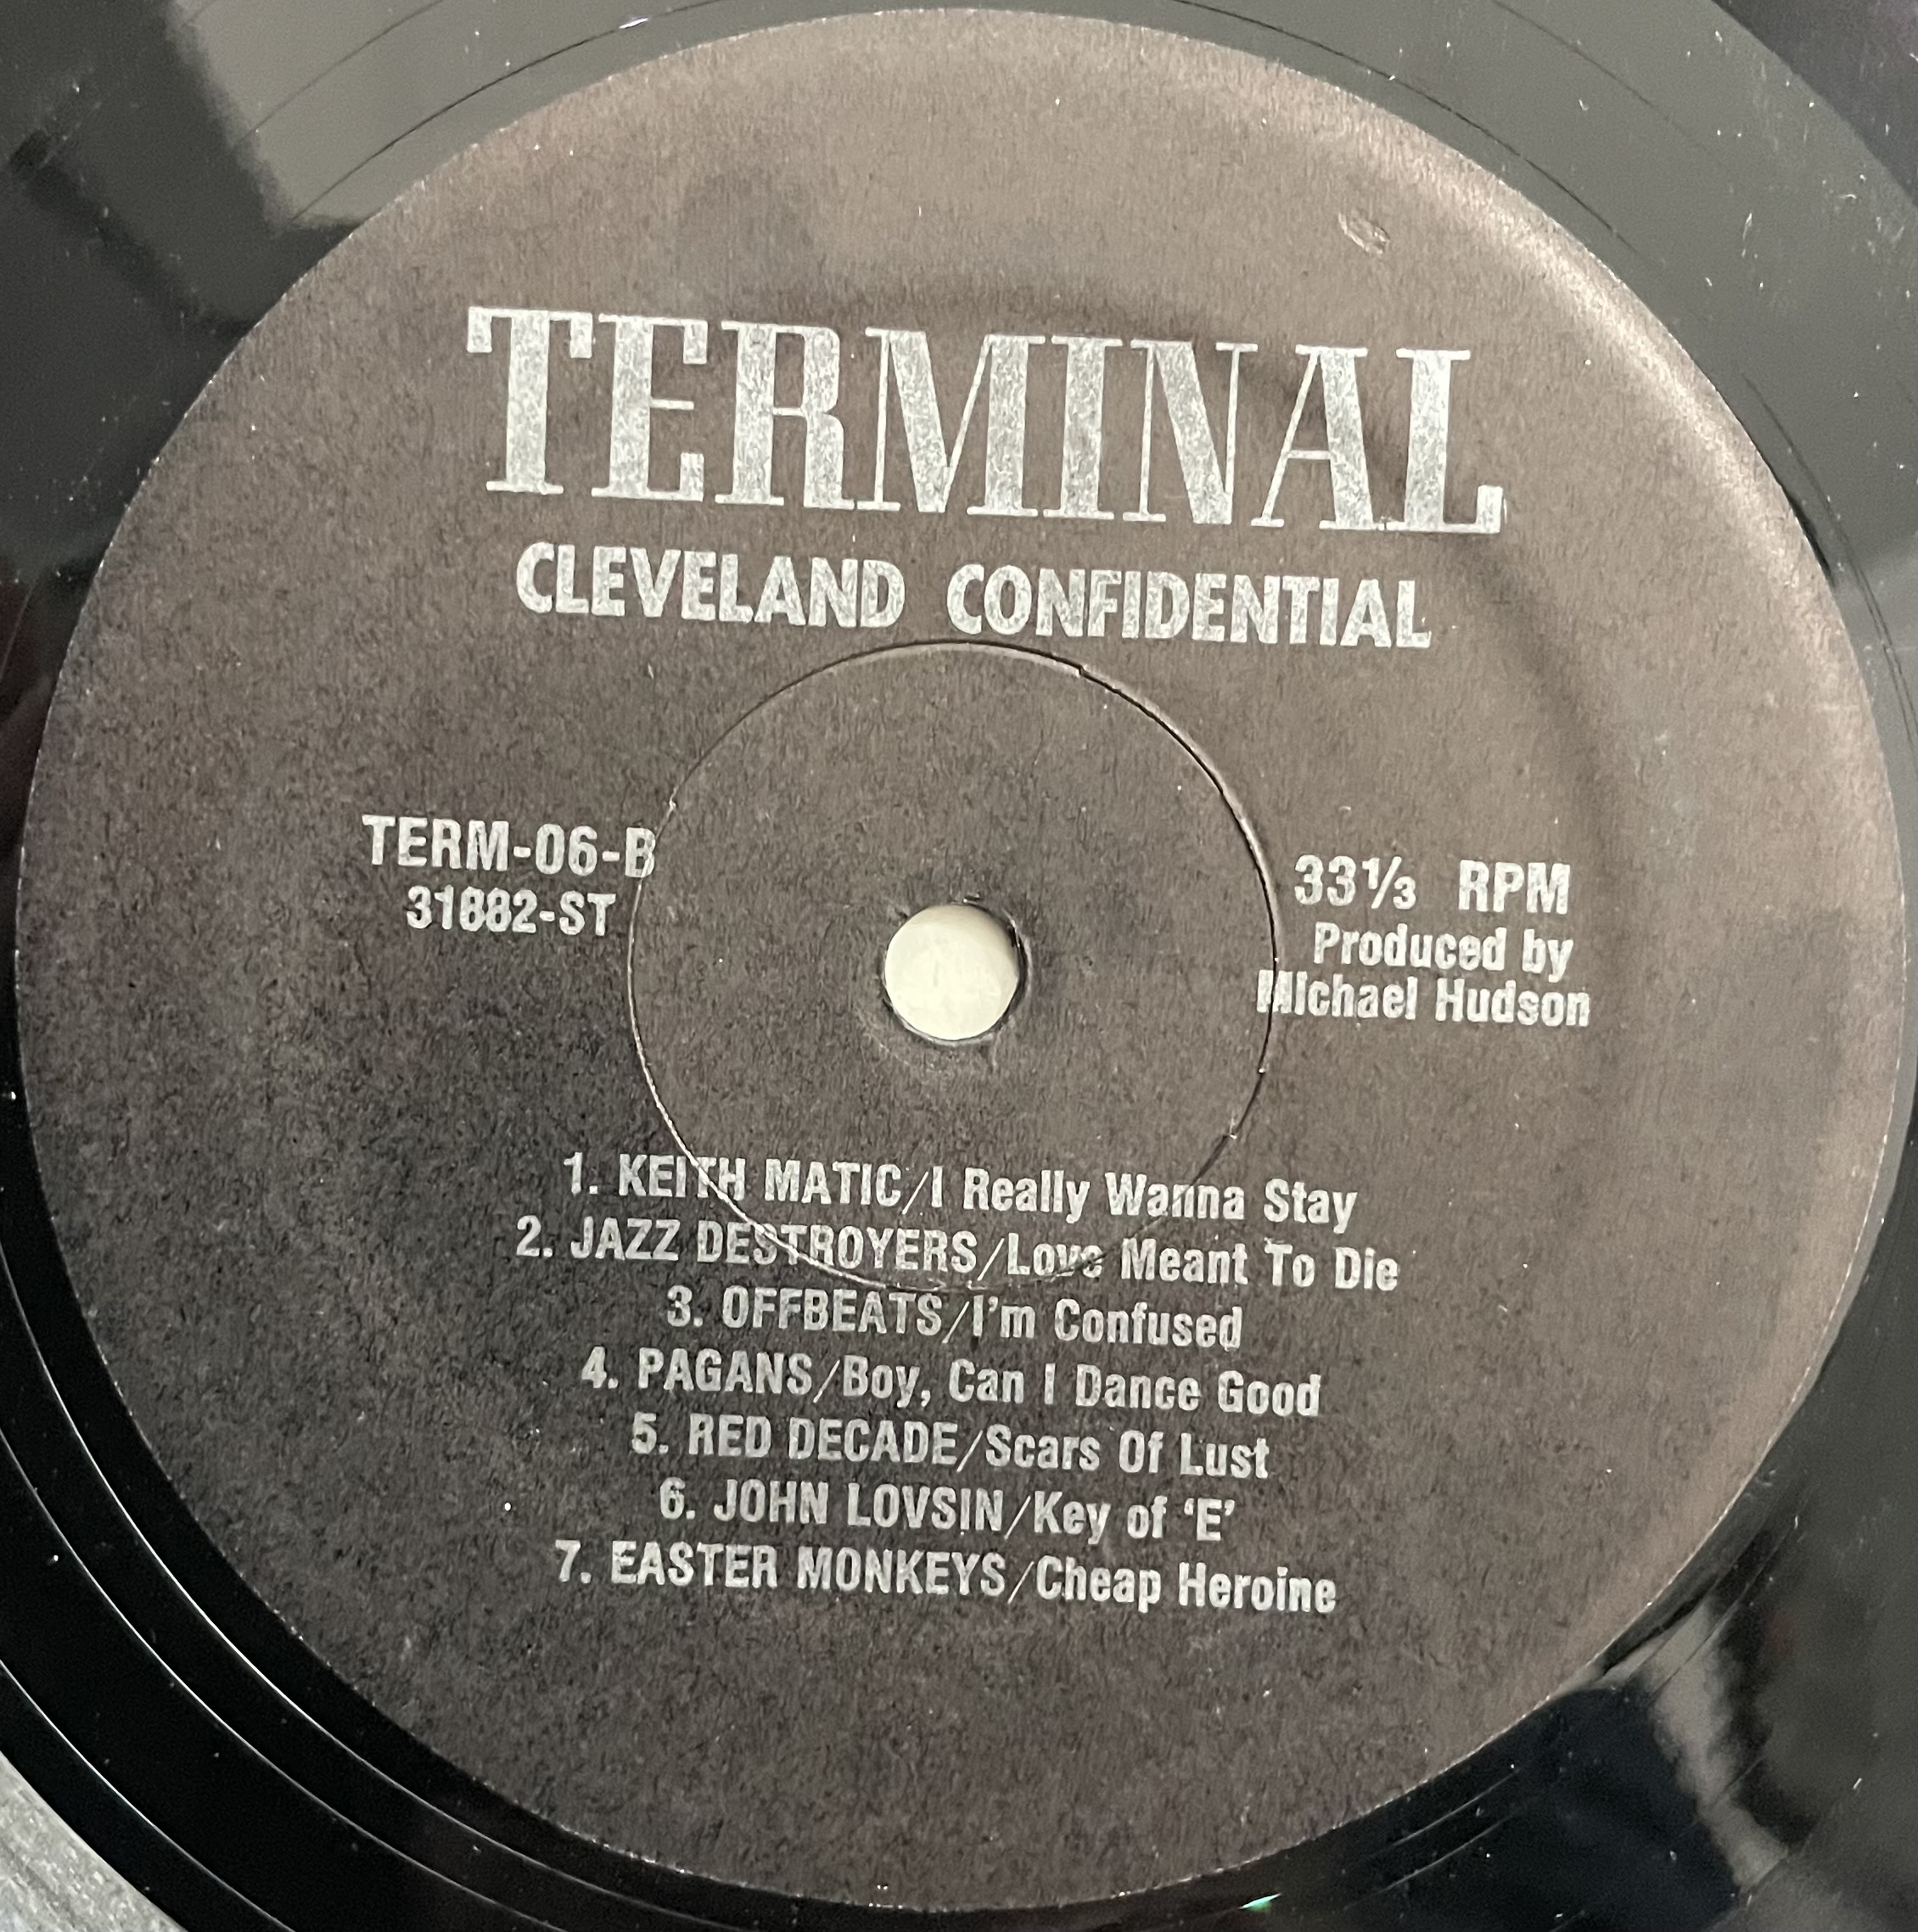 TERMINAL
CLEVELAND CONFIDENTIAL
TERM-06-B
31882-ST
33⅓ RPM
Produced by
Michael Hudson
1. KEITH MATIC/I Really Wanna Stay
2. JAZZ DESTROYERS/Love Meant To Die
3. OFFBEATS/I'm Confused
4. PAGANS/Boy, Can I Dance Good
5. RED DECADE/Scars Of Lust
6. JOHN LOVSIN/Key of ‘E’
7. EASTER MONKEYS/Cheap Heroine